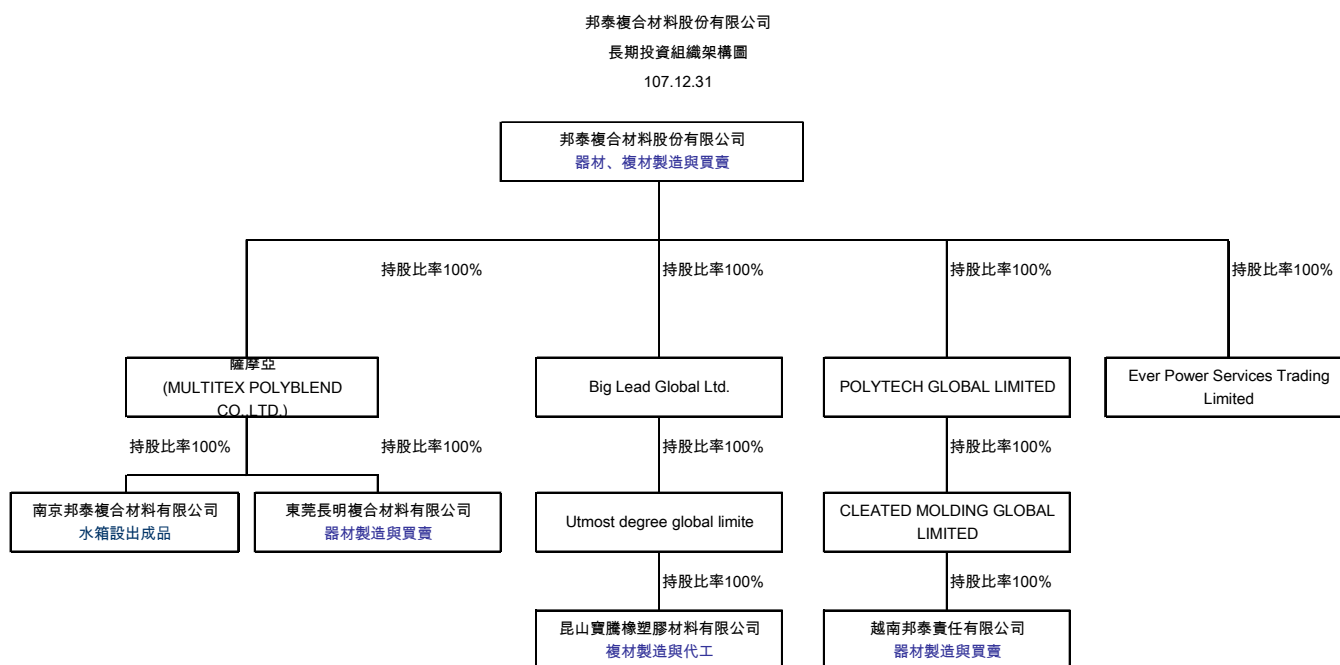 邦泰複合材料股份有限公司
長期投資組織架構圖
107.12.31
邦泰複合材料股份有限公司
器材、複材製造與買賣
持股比率100%
持股比率100%
持股比率100%
持股比率100%
薩摩亞
(MULTITEX POLYBLEND
CO.,LTD.)
Big Lead Global Ltd.
POLYTECH GLOBAL LIMITED
Ever Power Services Trading
Limited
持股比率100%
持股比率100%
持股比率100%
持股比率100%
南京邦泰複合材料有限公司
水箱設出成品
東莞長明複合材料有限公司
器材製造與買賣
Utmost degree global limite
CLEATED MOLDING GLOBAL
LIMITED
持股比率100%
持股比率100%
昆山寶騰橡塑膠材料有限公司
複材製造與代工
越南邦泰責任有限公司
器材製造與買賣